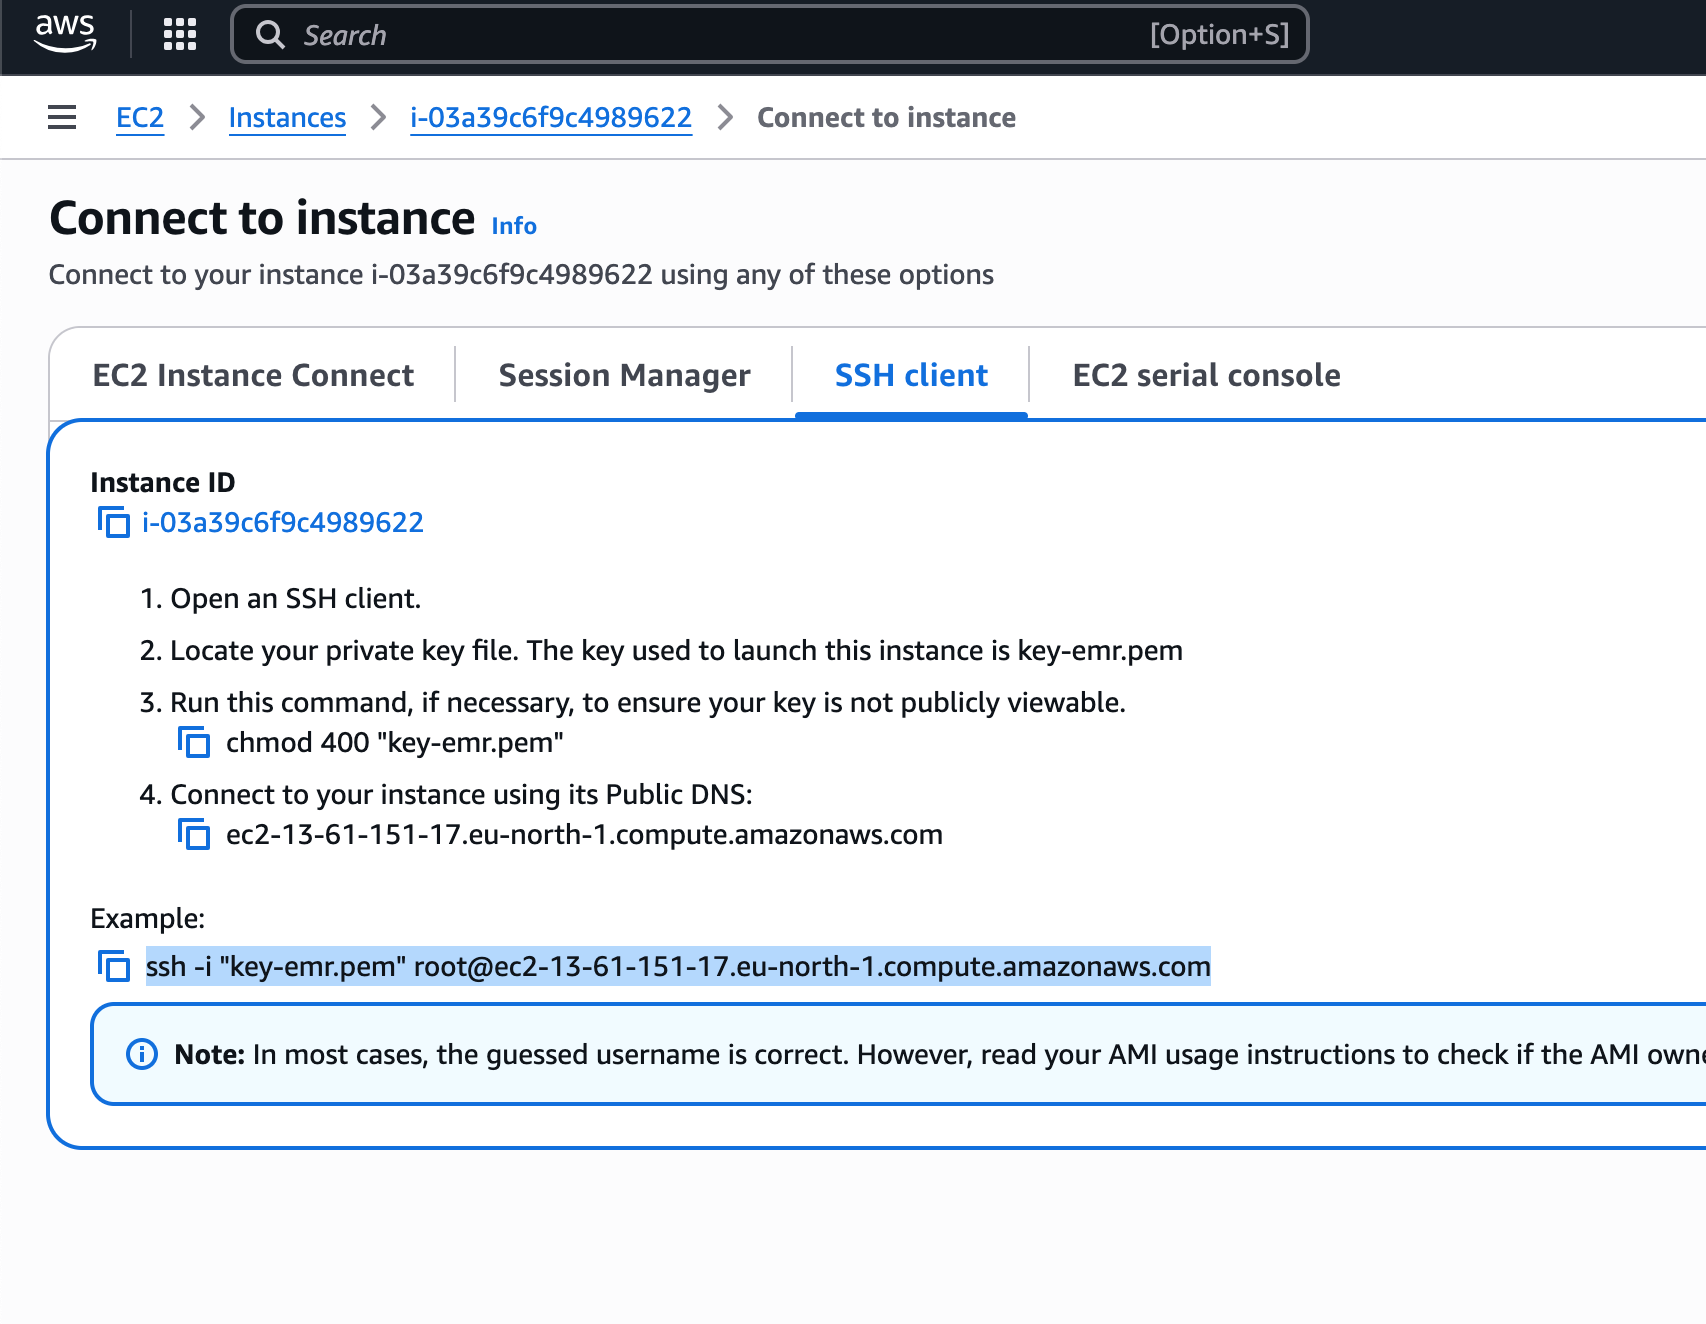 aws
Search [Option+S]
EC2 > Instances > i-03a39c6f9c4989622 > Connect to instance
Connect to instance Info
Connect to your instance i-03a39c6f9c4989622 using any of these options
EC2 Instance Connect Session Manager SSH client EC2 serial console
Instance ID
i-03a39c6f9c4989622
1. Open an SSH client.
2. Locate your private key file. The key used to launch this instance is key-emr.pem
3. Run this command, if necessary, to ensure your key is not publicly viewable.
chmod 400 "key-emr.pem"
4. Connect to your instance using its Public DNS:
ec2-13-61-151-17.eu-north-1.compute.amazonaws.com
Example:
ssh -i "key-emr.pem" root@ec2-13-61-151-17.eu-north-1.compute.amazonaws.com
Note: In most cases, the guessed username is correct. However, read your AMI usage instructions to check if the AMI